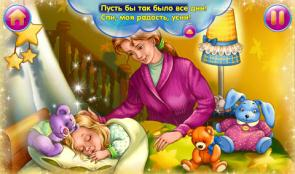 Пусть бы так было все дни!
Спи, моя радость, усни!